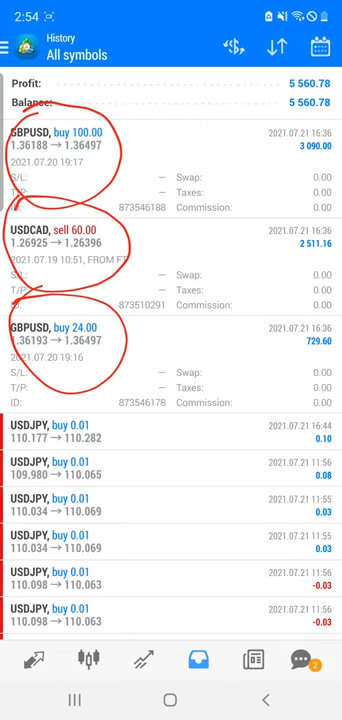 2:54
History
All symbols
Profit: 5 560.78
Balance: 5 560.78
GBPUSD, buy 100.00 2021.07.21 16:36
1.36188 → 1.36497 3 090.00
2021.07.20 19:17
S/L: — Swap: 0.00
T/P: — Taxes: 0.00
ID: 873546188 Commission: 0.00
USDCAD, sell 60.00 2021.07.21 16:36
1.26925 → 1.26396 2 511.16
2021.07.19 10:51, FROM FT
S/L: — Swap: 0.00
T/P: — Taxes: 0.00
ID: 873510291 Commission: 0.00
GBPUSD, buy 24.00 2021.07.21 16:36
1.36193 → 1.36497 729.60
2021.07.20 19:16
S/L: — Swap: 0.00
T/P: — Taxes: 0.00
ID: 873546178 Commission: 0.00
USDJPY, buy 0.01 2021.07.21 16:44
110.177 → 110.282 0.10
USDJPY, buy 0.01 2021.07.21 11:56
109.980 → 110.065 0.08
USDJPY, buy 0.01 2021.07.21 11:55
110.034 → 110.069 0.03
USDJPY, buy 0.01 2021.07.21 11:55
110.034 → 110.069 0.03
USDJPY, buy 0.01 2021.07.21 11:56
110.098 → 110.063 -0.03
USDJPY, buy 0.01 2021.07.21 11:56
110.098 → 110.063 -0.03
2